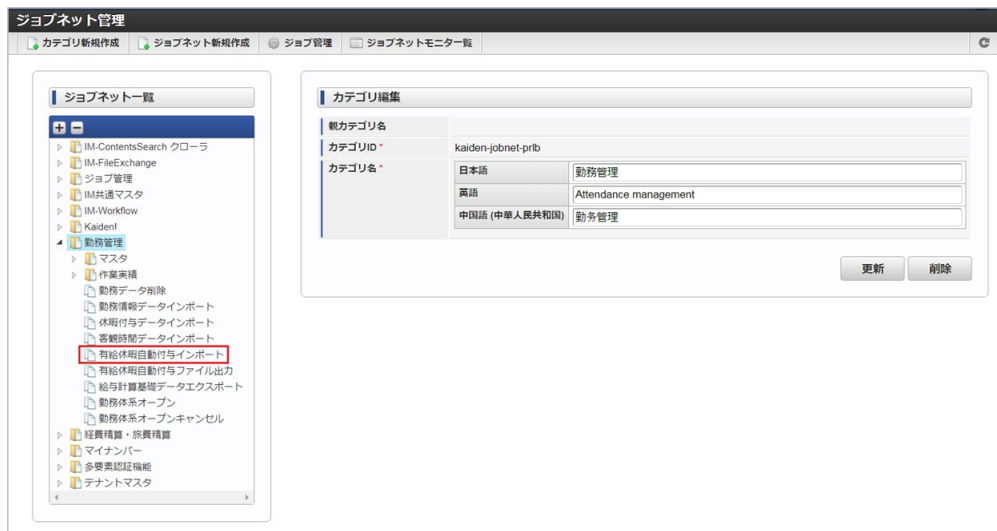 ジョブネット管理
カテゴリ新規作成 ジョブネット新規作成 ジョブ管理 ジョブネットモニター覧
ジョブネット一覧
IM-ContentsSearch クローラ
IM-FileExchange
ジョブ管理
IM共通マスタ
IM-Workflow
Kaiden!
勤務管理
マスタ
作業実績
勤務データ削除
勤務情報データインポート
休暇付与データインポート
客観時間データインポート
有給休暇自動付与インポート
有給休暇自動付与ファイル出力
給与計算基礎データエクスポート
勤務体系オープン
勤務体系オープンキャンセル
経費精算・旅費精算
マイナンバー
多要素認証機能
テナントマスタ
カテゴリ編集
親カテゴリ名
カテゴリID * kaiden-jobnet-prlb
カテゴリ名 * 日本語 勤務管理
英語 Attendance management
中国語 (中華人民共和国) 勤务管理
更新 削除